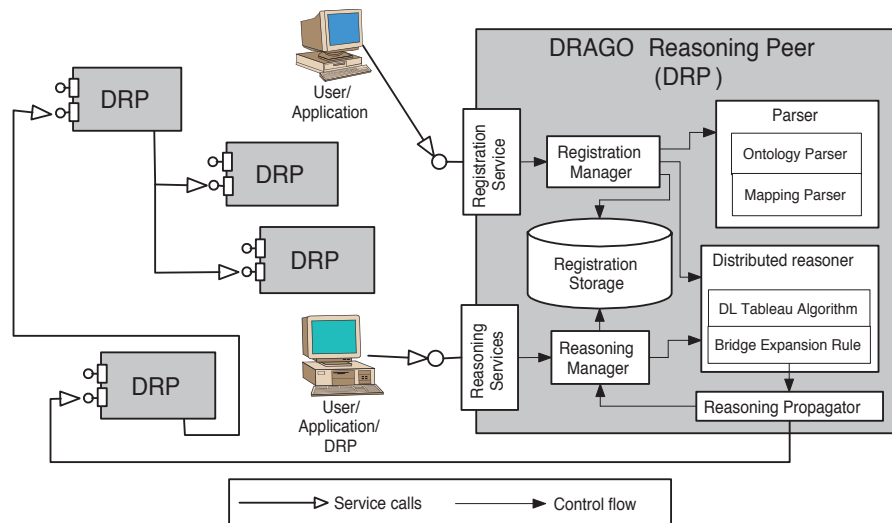 DRAGO Reasoning Peer
(DRP)
DRP
User/
Application
Registration
Service
Registration
Manager
Parser
Ontology Parser
Mapping Parser
DRP
DRP
Registration
Storage
Distributed reasoner
DL Tableau Algorithm
Bridge Expansion Rule
Reasoning
Services
Reasoning
Manager
DRP
User/
Application/
DRP
Reasoning Propagator
Service calls
Control flow